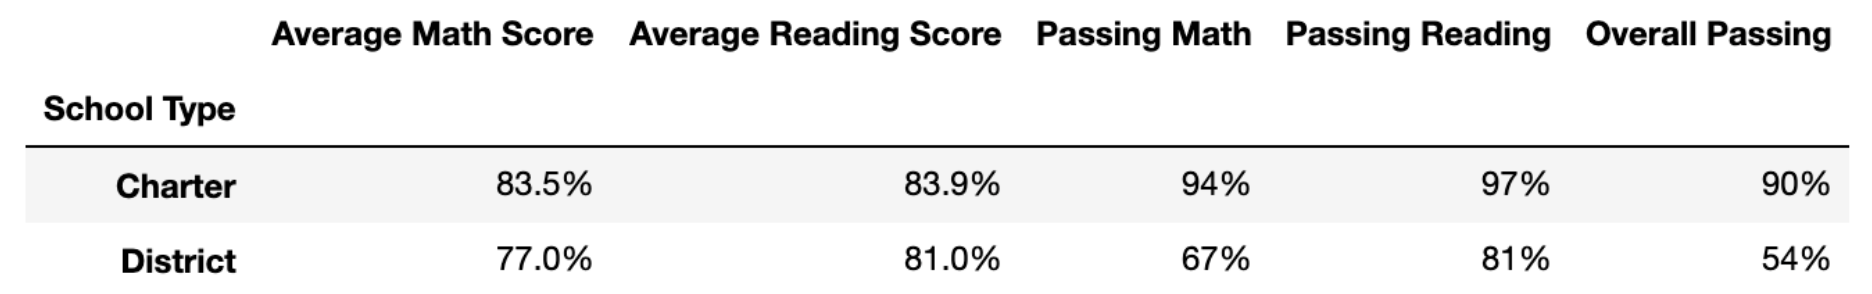 Average Math Score Average Reading Score Passing Math Passing Reading Overall Passing
School Type
Charter 83.5% 83.9% 94% 97% 90%
District 77.0% 81.0% 67% 81% 54%